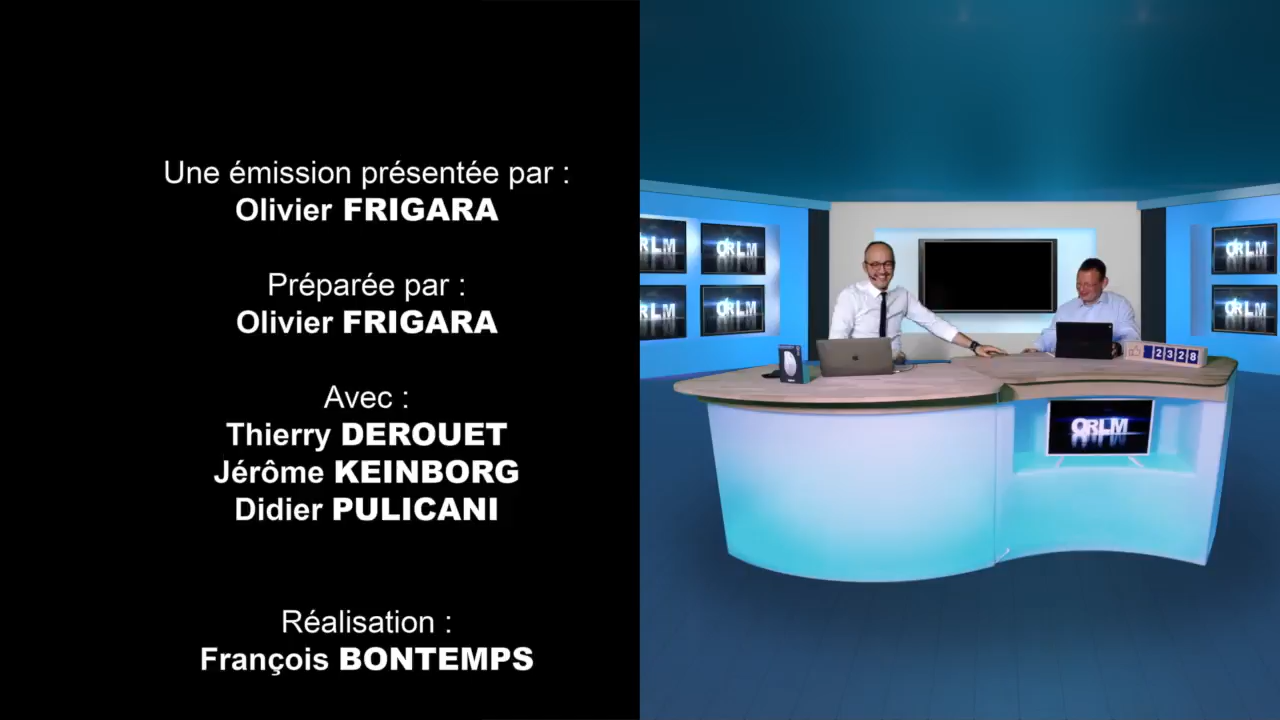 Une émission présentée par :
Olivier FRIGARA
Préparée par :
Olivier FRIGARA
Avec :
Thierry DEROUET
Jérôme KEINBORG
Didier PULICANI
Réalisation :
François BONTEMPS
ORLM
ORLM
ORLM
ORLM
ORLM
ORLM
2328
ORLM